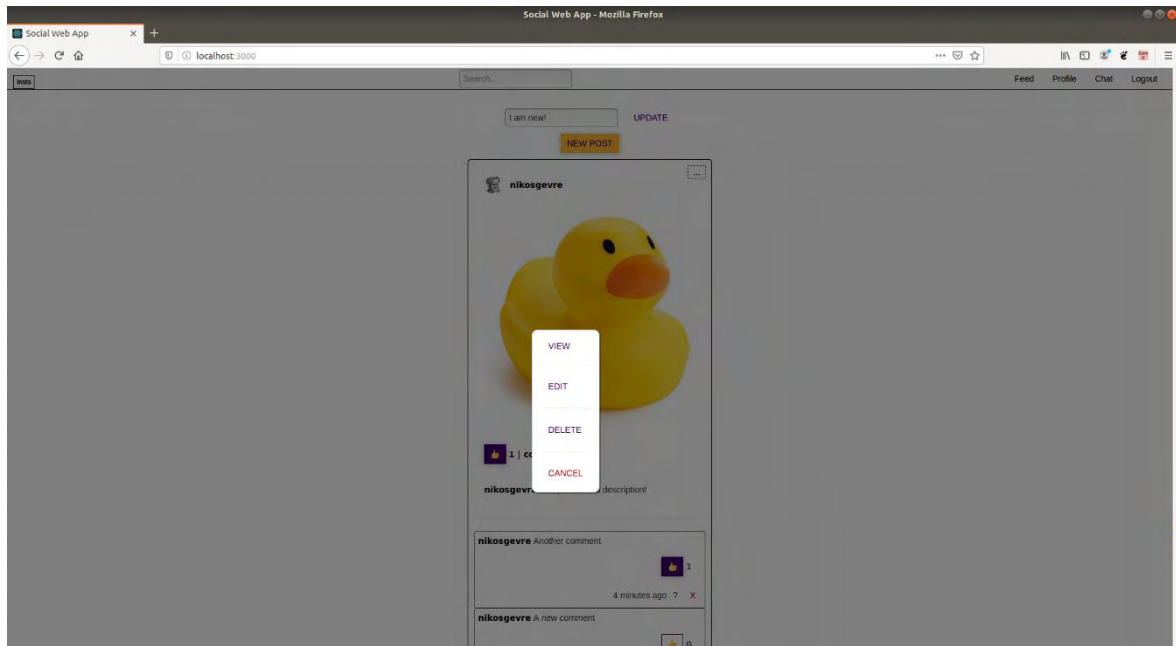 Social Web App - Mozilla Firefox
Social Web App × +
localhost:3000
Insta Search... Feed Profile Chat Logout
I am new! UPDATE
NEW POST
...
nikosgevre
VIEW
EDIT
DELETE
1 | co
CANCEL
nikosgevr description!
nikosgevre Another comment
1
4 minutes ago ? X
nikosgevre A new comment
0